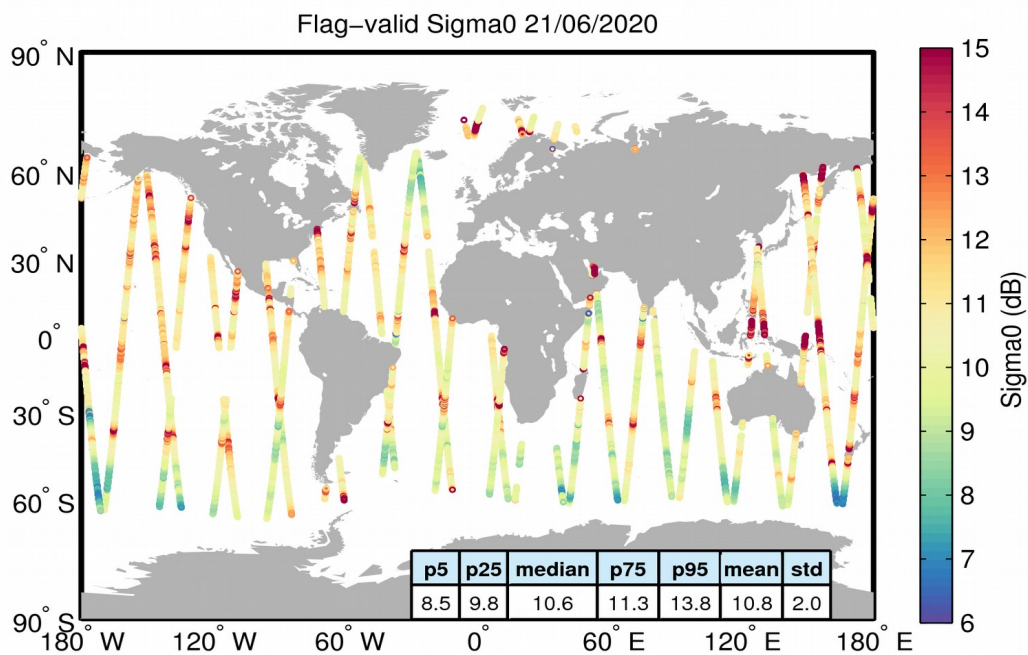 Flag-valid Sigma0 21/06/2020
90° N
60° N
30° N
0°
30° S
60° S
90° S
180° W
120° W
60° W
0°
60° E
120° E
180° E
15
14
13
12
11
10
9
8
7
6
Sigma0 (dB)
p5 p25 median p75 p95 mean std
8.5 9.8 10.6 11.3 13.8 10.8 2.0